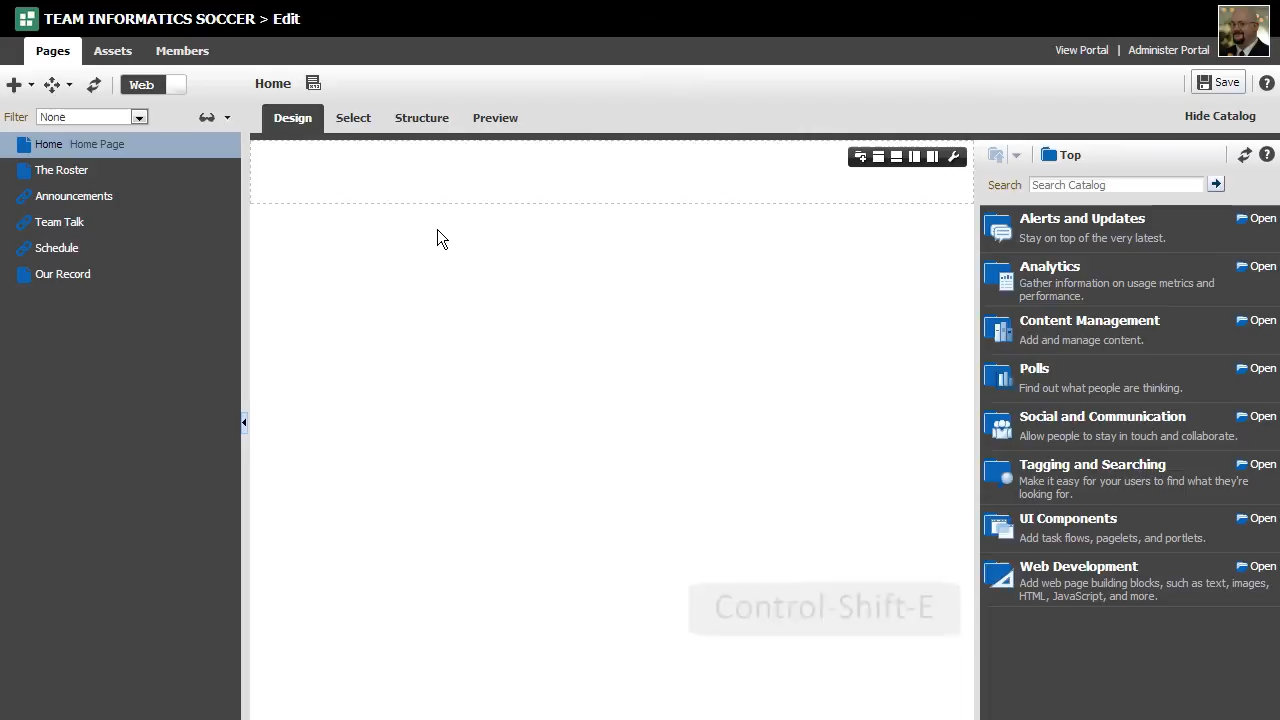 TEAM INFORMATICS SOCCER > Edit
Pages
Assets
Members
View Portal | Administer Portal
Web
Home
Save
Filter
None
Design
Select
Structure
Preview
Hide Catalog
Home Home Page
The Roster
Announcements
Team Talk
Schedule
Our Record
Top
Search
Search Catalog
Alerts and Updates
Open
Stay on top of the very latest.
Analytics
Open
Gather information on usage metrics and
performance.
Content Management
Open
Add and manage content.
Polls
Open
Find out what people are thinking.
Social and Communication
Open
Allow people to stay in touch and collaborate.
Tagging and Searching
Open
Make it easy for your users to find what they're
looking for.
UI Components
Open
Add task flows, pagelets, and portlets.
Web Development
Open
Add web page building blocks, such as text, images,
HTML, JavaScript, and more.
Control-Shift-E